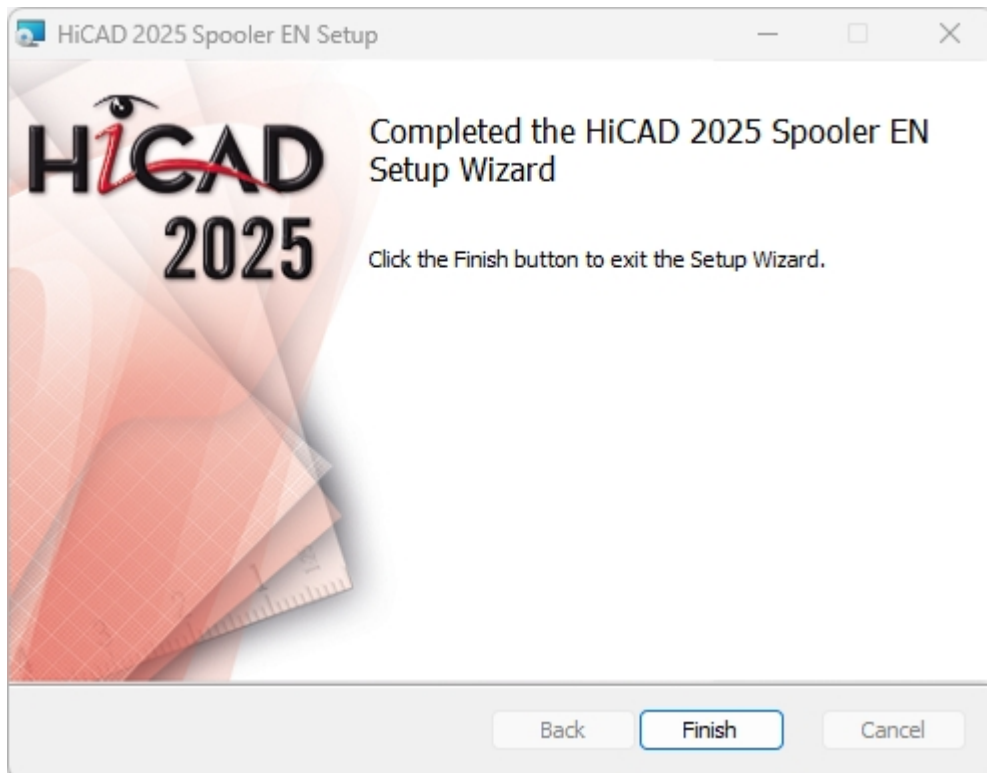 HiCAD 2025 Spooler EN Setup
HiCAD
2025
Completed the HiCAD 2025 Spooler EN
Setup Wizard
Click the Finish button to exit the Setup Wizard.
Back
Finish
Cancel